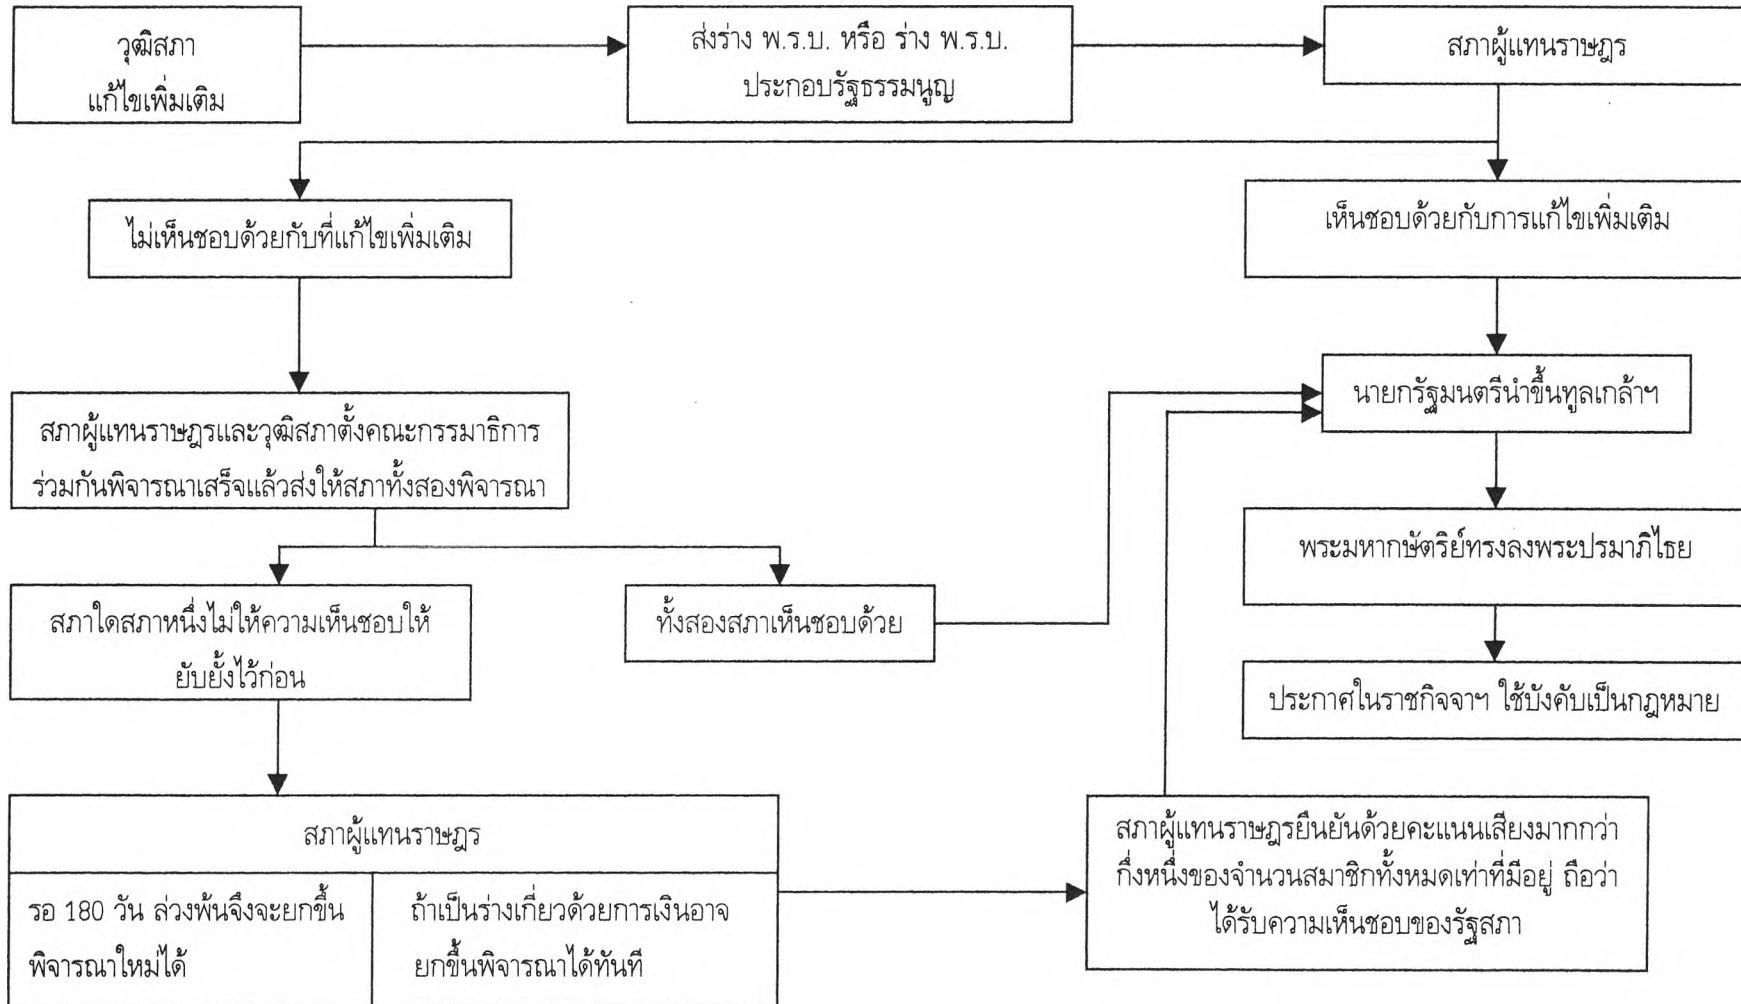 วุฒิสภา
แก้ไขเพิ่มเติม
ส่งร่าง พ.ร.บ. หรือ ร่าง พ.ร.บ.
ประกอบรัฐธรรมนูญ
สภาผู้แทนราษฎร
ไม่เห็นชอบด้วยกับที่แก้ไขเพิ่มเติม
เห็นชอบด้วยกับการแก้ไขเพิ่มเติม
นายกรัฐมนตรีนำขึ้นทูลเกล้าฯ
สภาผู้แทนราษฎรและวุฒิสภาตั้งคณะกรรมาธิการ
ร่วมกันพิจารณาเสร็จแล้วส่งให้สภาทั้งสองพิจารณา
พระมหากษัตริย์ทรงลงพระปรมาภิไธย
สภาใดสภาหนึ่งไม่ให้ความเห็นชอบให้
ยับยั้งไว้ก่อน
ทั้งสองสภาเห็นชอบด้วย
ประกาศในราชกิจจาฯ ใช้บังคับเป็นกฎหมาย
สภาผู้แทนราษฎร
รอ 180 วัน ล่วงพ้นจึงจะยกขึ้น
พิจารณาใหม่ได้
ถ้าเป็นร่างเกี่ยวด้วยการเงินอาจ
ยกขึ้นพิจารณาได้ทันที
สภาผู้แทนราษฎรยืนยันด้วยคะแนนเสียงมากกว่า
กึ่งหนึ่งของจำนวนสมาชิกทั้งหมดเท่าที่มีอยู่ ถือว่า
ได้รับความเห็นชอบของรัฐสภา